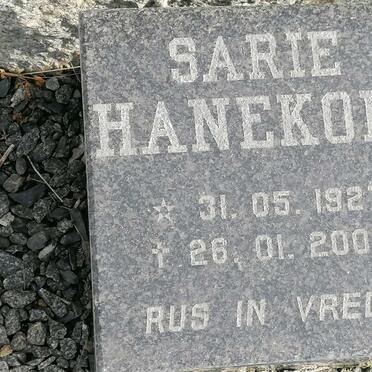 SARIE
HANEKO
☆ 31. 05. 192
✝ 26. 01. 200
RUS IN VRED